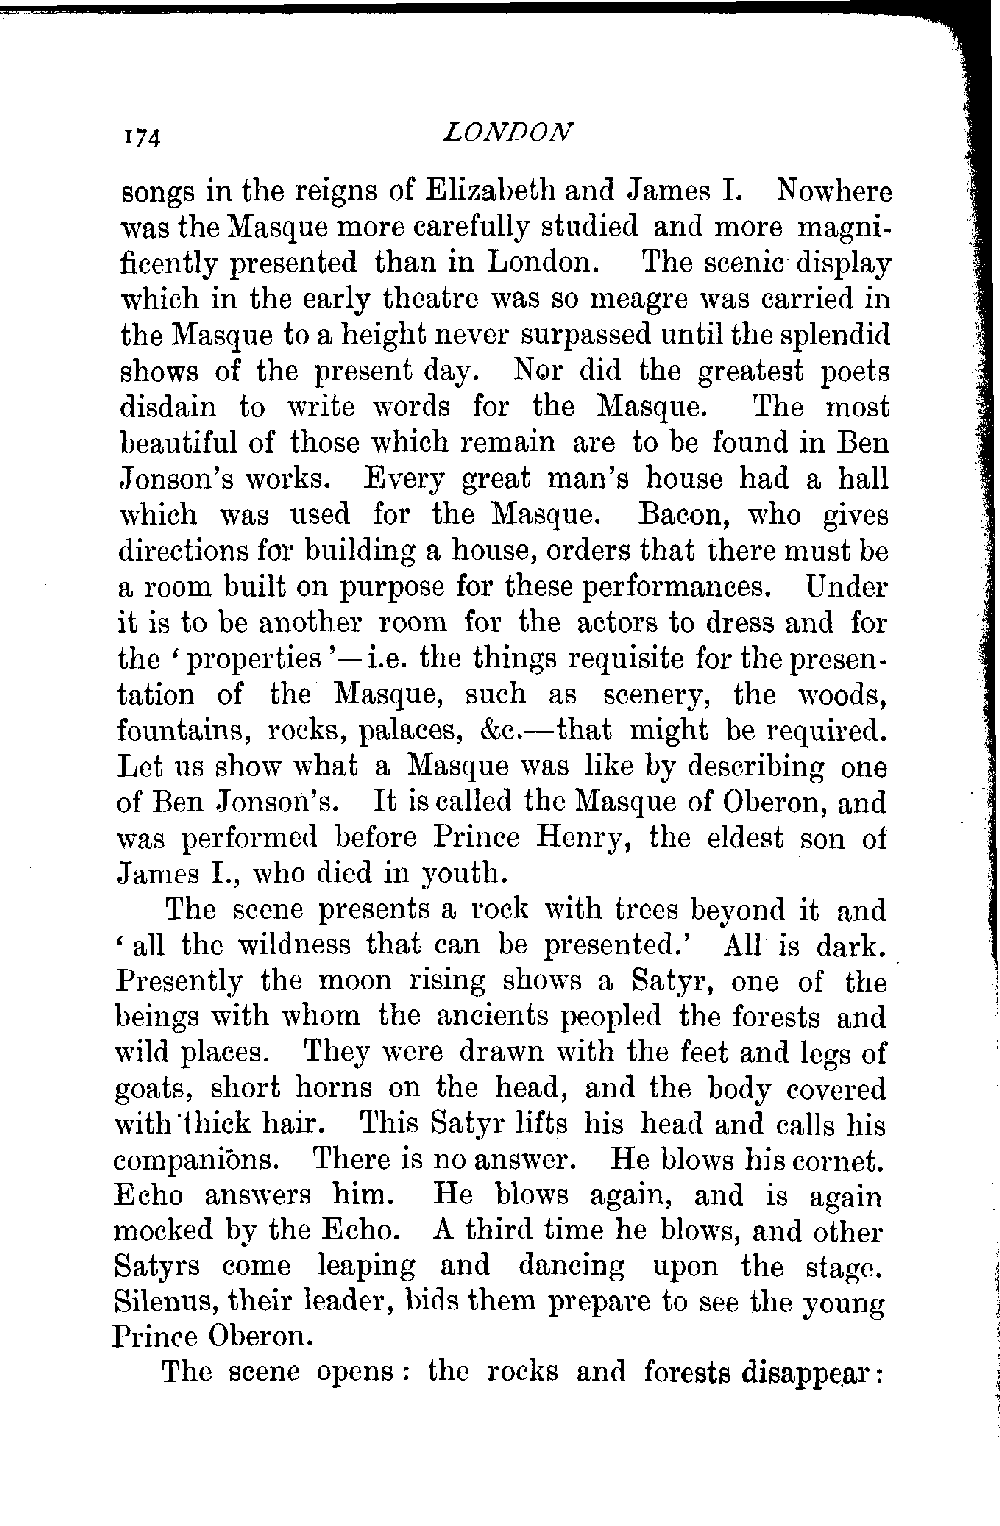 174 LONDON
songs in the reigns of Elizabeth and James I. Nowhere
was the Masque more carefully studied and more magni-
ficently presented than in London. The scenic display
which in the early theatre was so meagre was carried in
the Masque to a height never surpassed until the splendid
shows of the present day. Nor did the greatest poets
disdain to write words for the Masque. The most
beautiful of those which remain are to be found in Ben
Jonson's works. Every great man's house had a hall
which was used for the Masque. Bacon, who gives
directions for building a house, orders that there must be
a room built on purpose for these performances. Under
it is to be another room for the actors to dress and for
the ‘properties’—i.e. the things requisite for the presen-
tation of the Masque, such as scenery, the woods,
fountains, rocks, palaces, &c.—that might be required.
Let us show what a Masque was like by describing one
of Ben Jonson's. It is called the Masque of Oberon, and
was performed before Prince Henry, the eldest son of
James I., who died in youth.
The scene presents a rock with trees beyond it and
‘all the wildness that can be presented.’ All is dark.
Presently the moon rising shows a Satyr, one of the
beings with whom the ancients peopled the forests and
wild places. They were drawn with the feet and legs of
goats, short horns on the head, and the body covered
with thick hair. This Satyr lifts his head and calls his
companions. There is no answer. He blows his cornet.
Echo answers him. He blows again, and is again
mocked by the Echo. A third time he blows, and other
Satyrs come leaping and dancing upon the stage.
Silenus, their leader, bids them prepare to see the young
Prince Oberon.
The scene opens: the rocks and forests disappear: